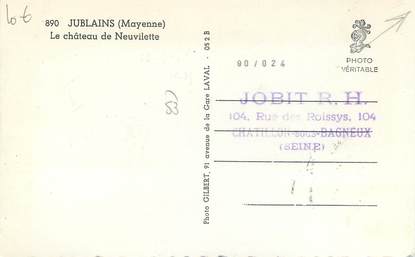 890 JUBLAINS (Mayenne)
Le château de Neuvilette
PHOTO
VÉRITABLE
Photo GILBERT, 91 avenue de la Gare LAVAL - 052 B
90/024
JOBIT R. H.
104, Rue des Roissys, 104
CHATILLON-sous-BAGNEUX
(SEINE)